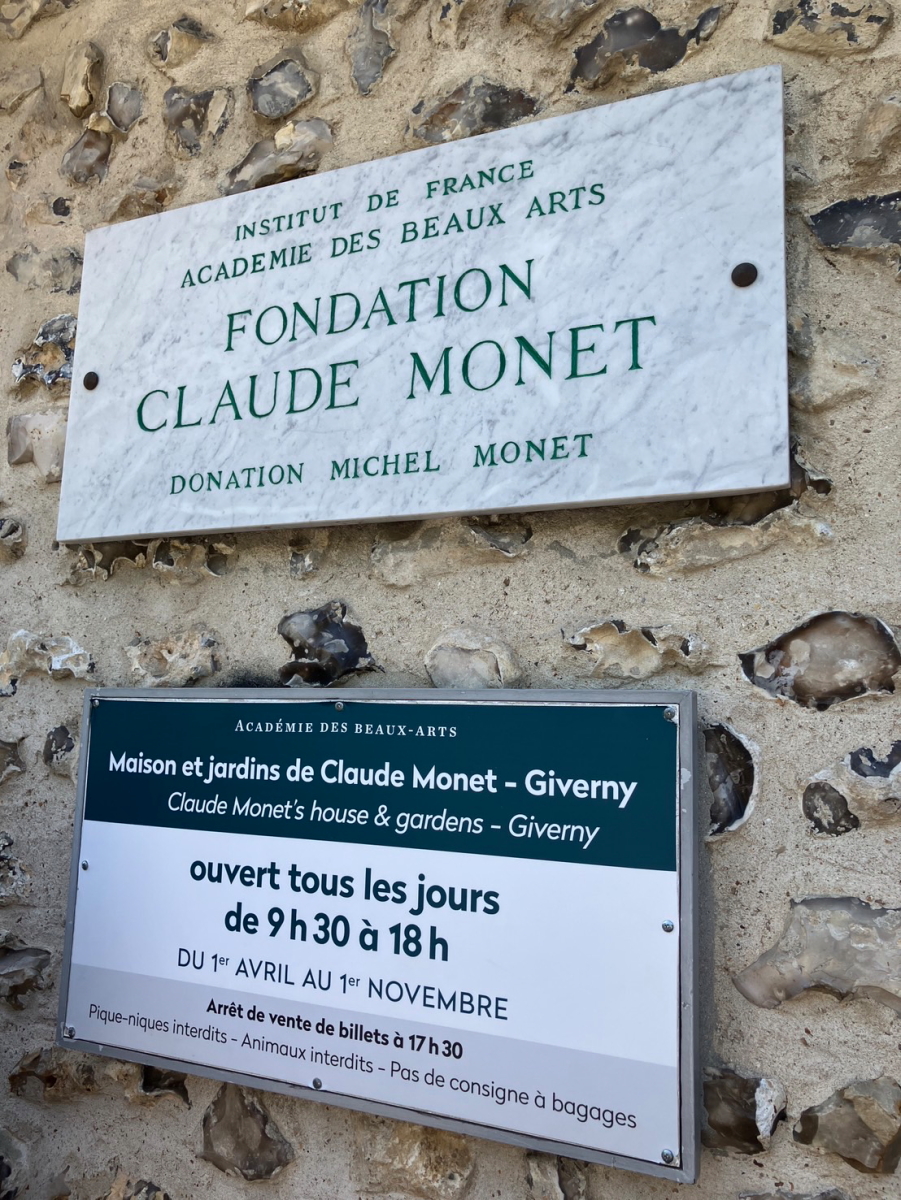 INSTITUT DE FRANCE
ACADEMIE DES BEAUX ARTS
FONDATION
CLAUDE MONET
DONATION MICHEL MONET
ACADÉMIE DES BEAUX-ARTS
Maison et jardins de Claude Monet - Giverny
Claude Monet's house & gardens - Giverny
ouvert tous les jours
de 9 h 30 à 18 h
DU 1er AVRIL AU 1er NOVEMBRE
Arrêt de vente de billets à 17 h 30
Pique-niques interdits - Animaux interdits - Pas de consigne à bagages